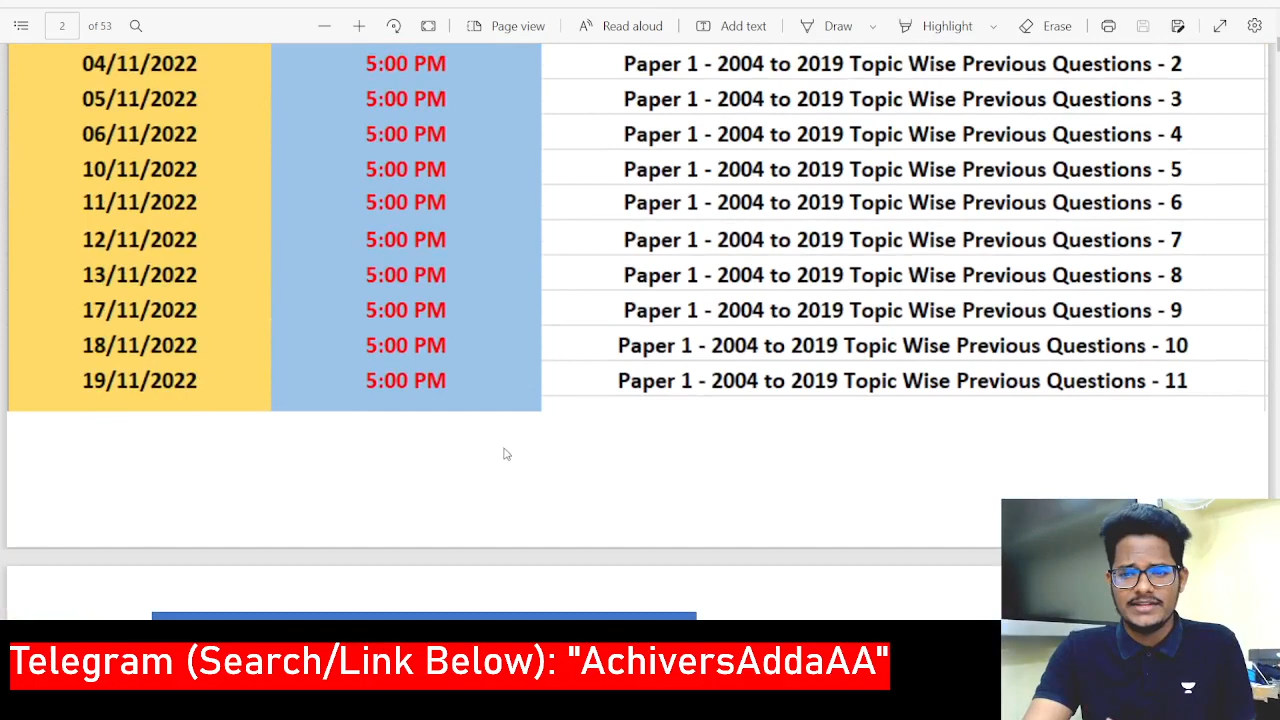 2 of 53 Page view Read aloud Add text Draw Highlight Erase
04/11/2022 5:00 PM Paper 1 - 2004 to 2019 Topic Wise Previous Questions - 2
05/11/2022 5:00 PM Paper 1 - 2004 to 2019 Topic Wise Previous Questions - 3
06/11/2022 5:00 PM Paper 1 - 2004 to 2019 Topic Wise Previous Questions - 4
10/11/2022 5:00 PM Paper 1 - 2004 to 2019 Topic Wise Previous Questions - 5
11/11/2022 5:00 PM Paper 1 - 2004 to 2019 Topic Wise Previous Questions - 6
12/11/2022 5:00 PM Paper 1 - 2004 to 2019 Topic Wise Previous Questions - 7
13/11/2022 5:00 PM Paper 1 - 2004 to 2019 Topic Wise Previous Questions - 8
17/11/2022 5:00 PM Paper 1 - 2004 to 2019 Topic Wise Previous Questions - 9
18/11/2022 5:00 PM Paper 1 - 2004 to 2019 Topic Wise Previous Questions - 10
19/11/2022 5:00 PM Paper 1 - 2004 to 2019 Topic Wise Previous Questions - 11
Telegram (Search/Link Below): "AchiversAddaAA"